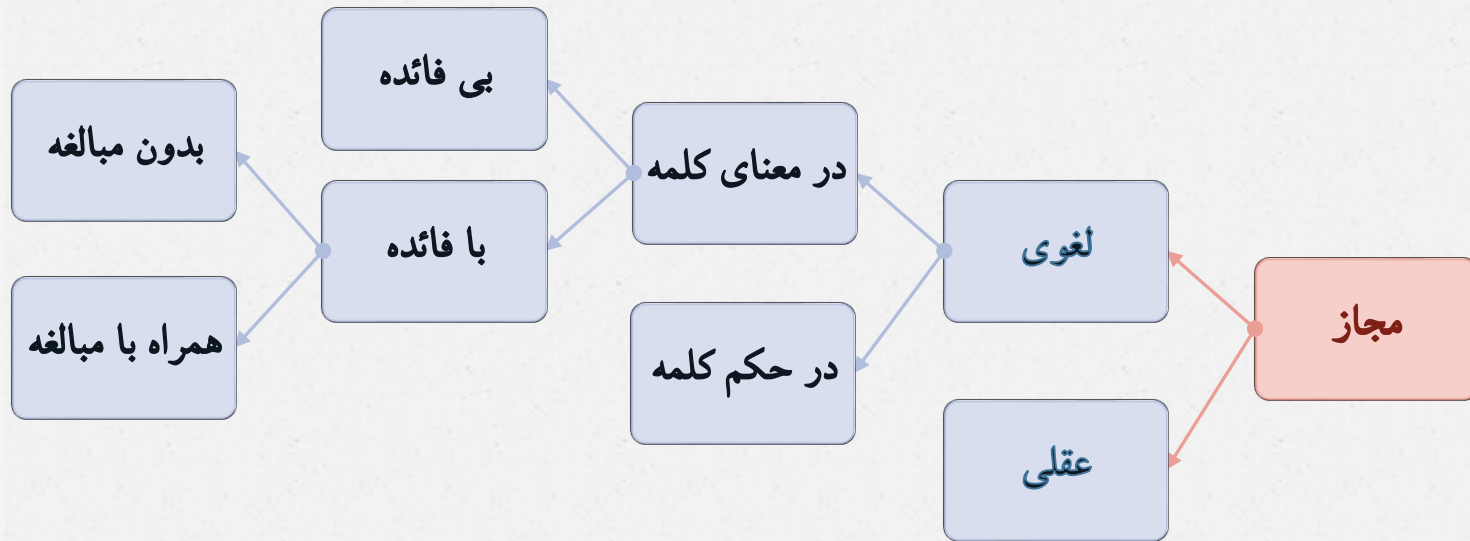 مجاز
لغوی
عقلی
در معنای کلمه
در حکم کلمه
بی فائده
با فائده
بدون مبالغه
همراه با مبالغه